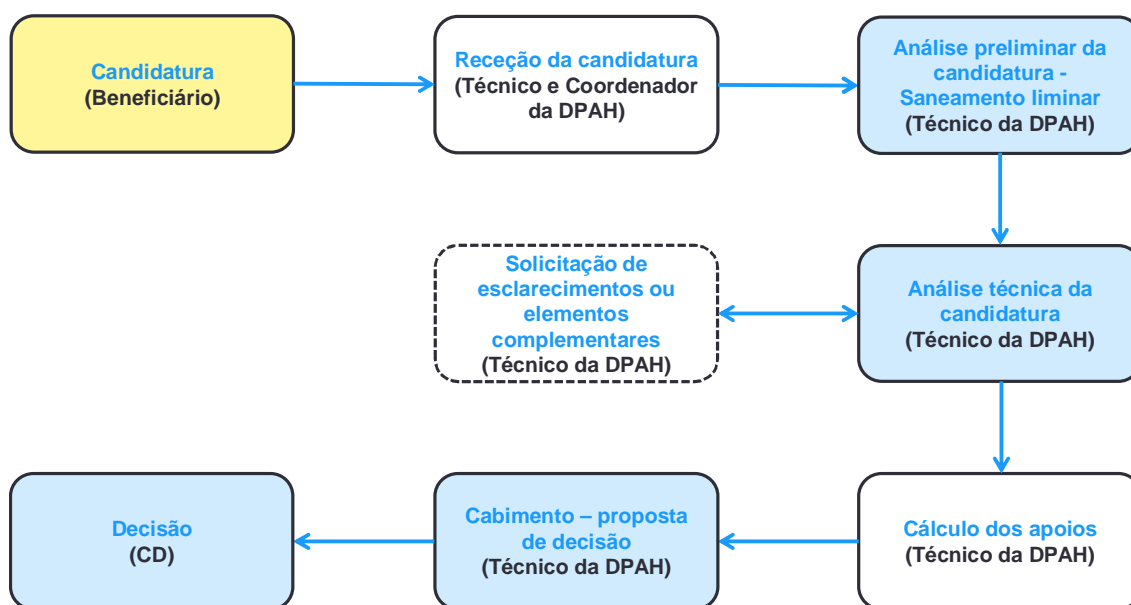 Candidatura
(Beneficiário)
Receção da candidatura
(Técnico e Coordenador
da DPAH)
Análise preliminar da
candidatura -
Saneamento liminar
(Técnico da DPAH)
Solicitação de
esclarecimentos ou
elementos
complementares
(Técnico da DPAH)
Análise técnica da
candidatura
(Técnico da DPAH)
Decisão
(CD)
Cabimento – proposta
de decisão
(Técnico da DPAH)
Cálculo dos apoios
(Técnico da DPAH)